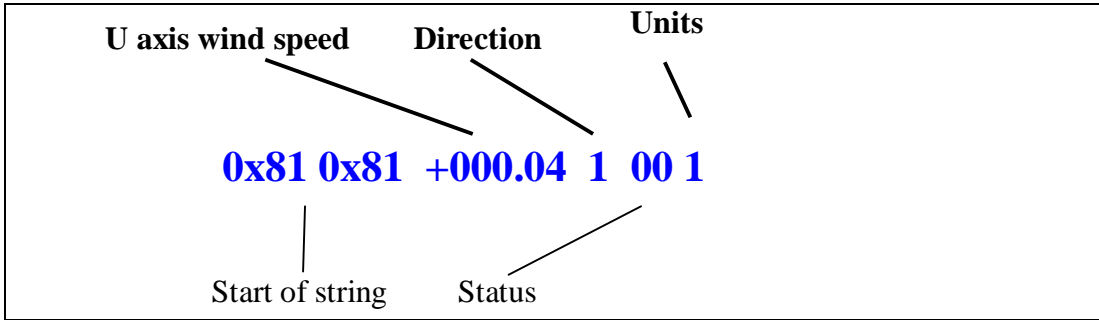 U axis wind speed Direction Units
0x81 0x81 +000.04 1 00 1
Start of string Status